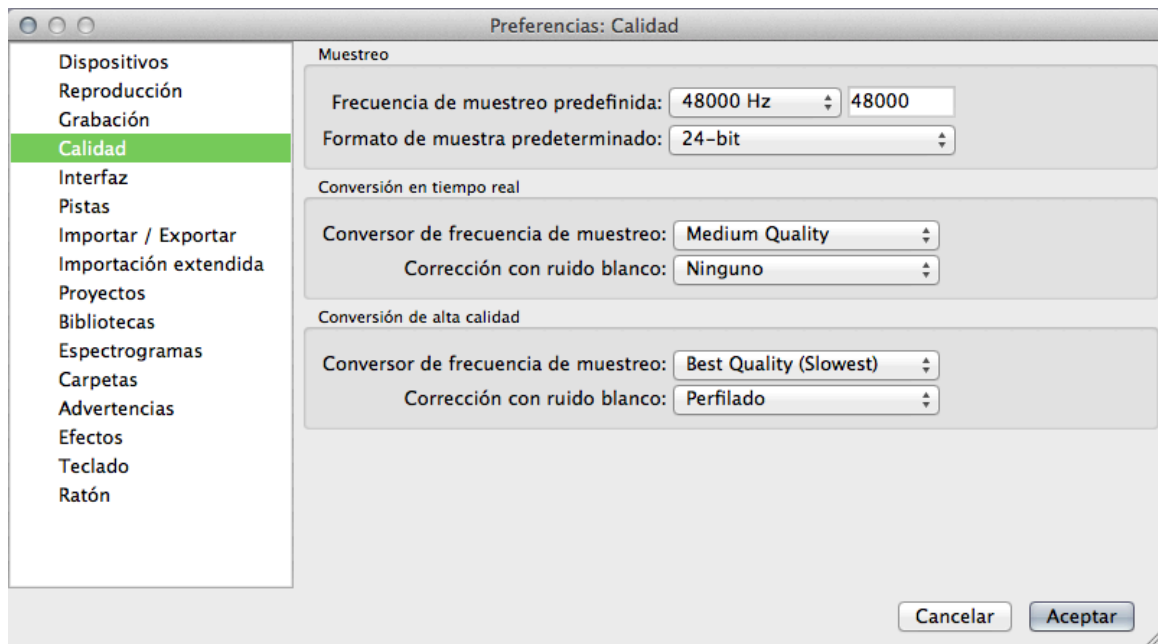 Preferencias: Calidad
Dispositivos
Reproducción
Grabación
Calidad
Interfaz
Pistas
Importar / Exportar
Importación extendida
Proyectos
Bibliotecas
Espectrogramas
Carpetas
Advertencias
Efectos
Teclado
Ratón
Muestreo
Frecuencia de muestreo predefinida: 48000 Hz 48000
Formato de muestra predeterminado: 24-bit
Conversión en tiempo real
Conversor de frecuencia de muestreo: Medium Quality
Corrección con ruido blanco: Ninguno
Conversión de alta calidad
Conversor de frecuencia de muestreo: Best Quality (Slowest)
Corrección con ruido blanco: Perfilado
Cancelar Aceptar